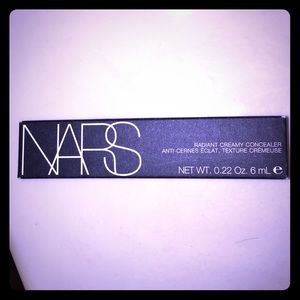 NARS
RADIANT CREAMY CONCEALER
ANTI-CERNES ÉCLAT, TEXTURE CRÉMEUSE
NET WT. 0.22 Oz. 6 mL ℮